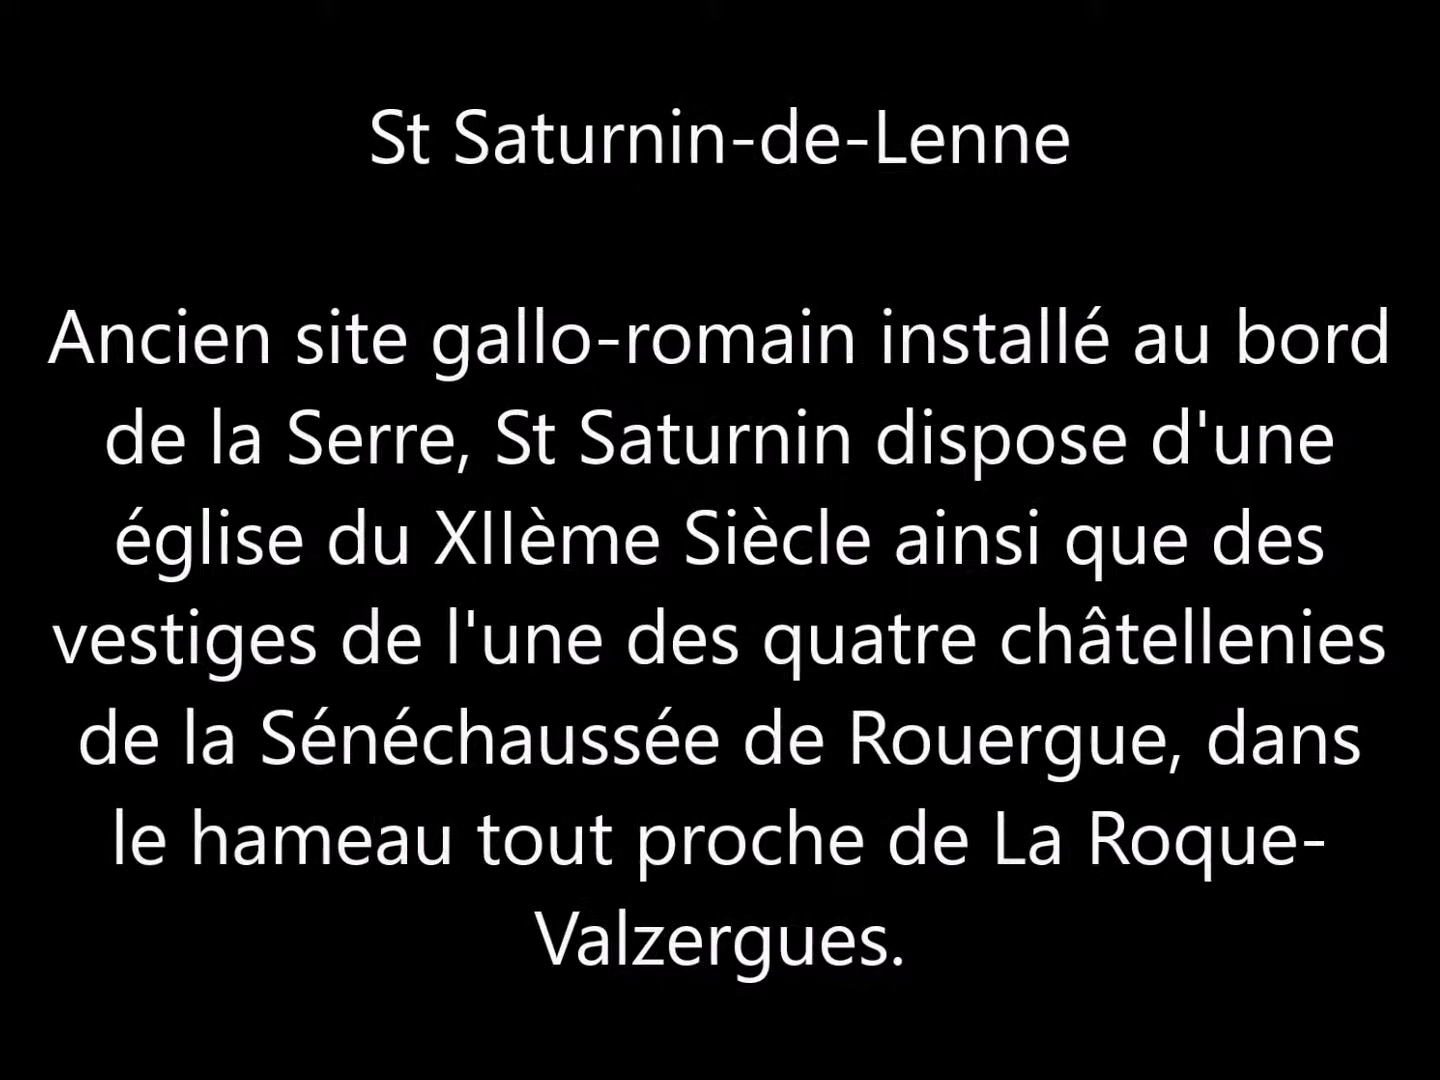 St Saturnin-de-Lenne
Ancien site gallo-romain installé au bord
de la Serre, St Saturnin dispose d'une
église du XIIème Siècle ainsi que des
vestiges de l'une des quatre châtellenies
de la Sénéchaussée de Rouergue, dans
le hameau tout proche de La Roque-
Valzergues.